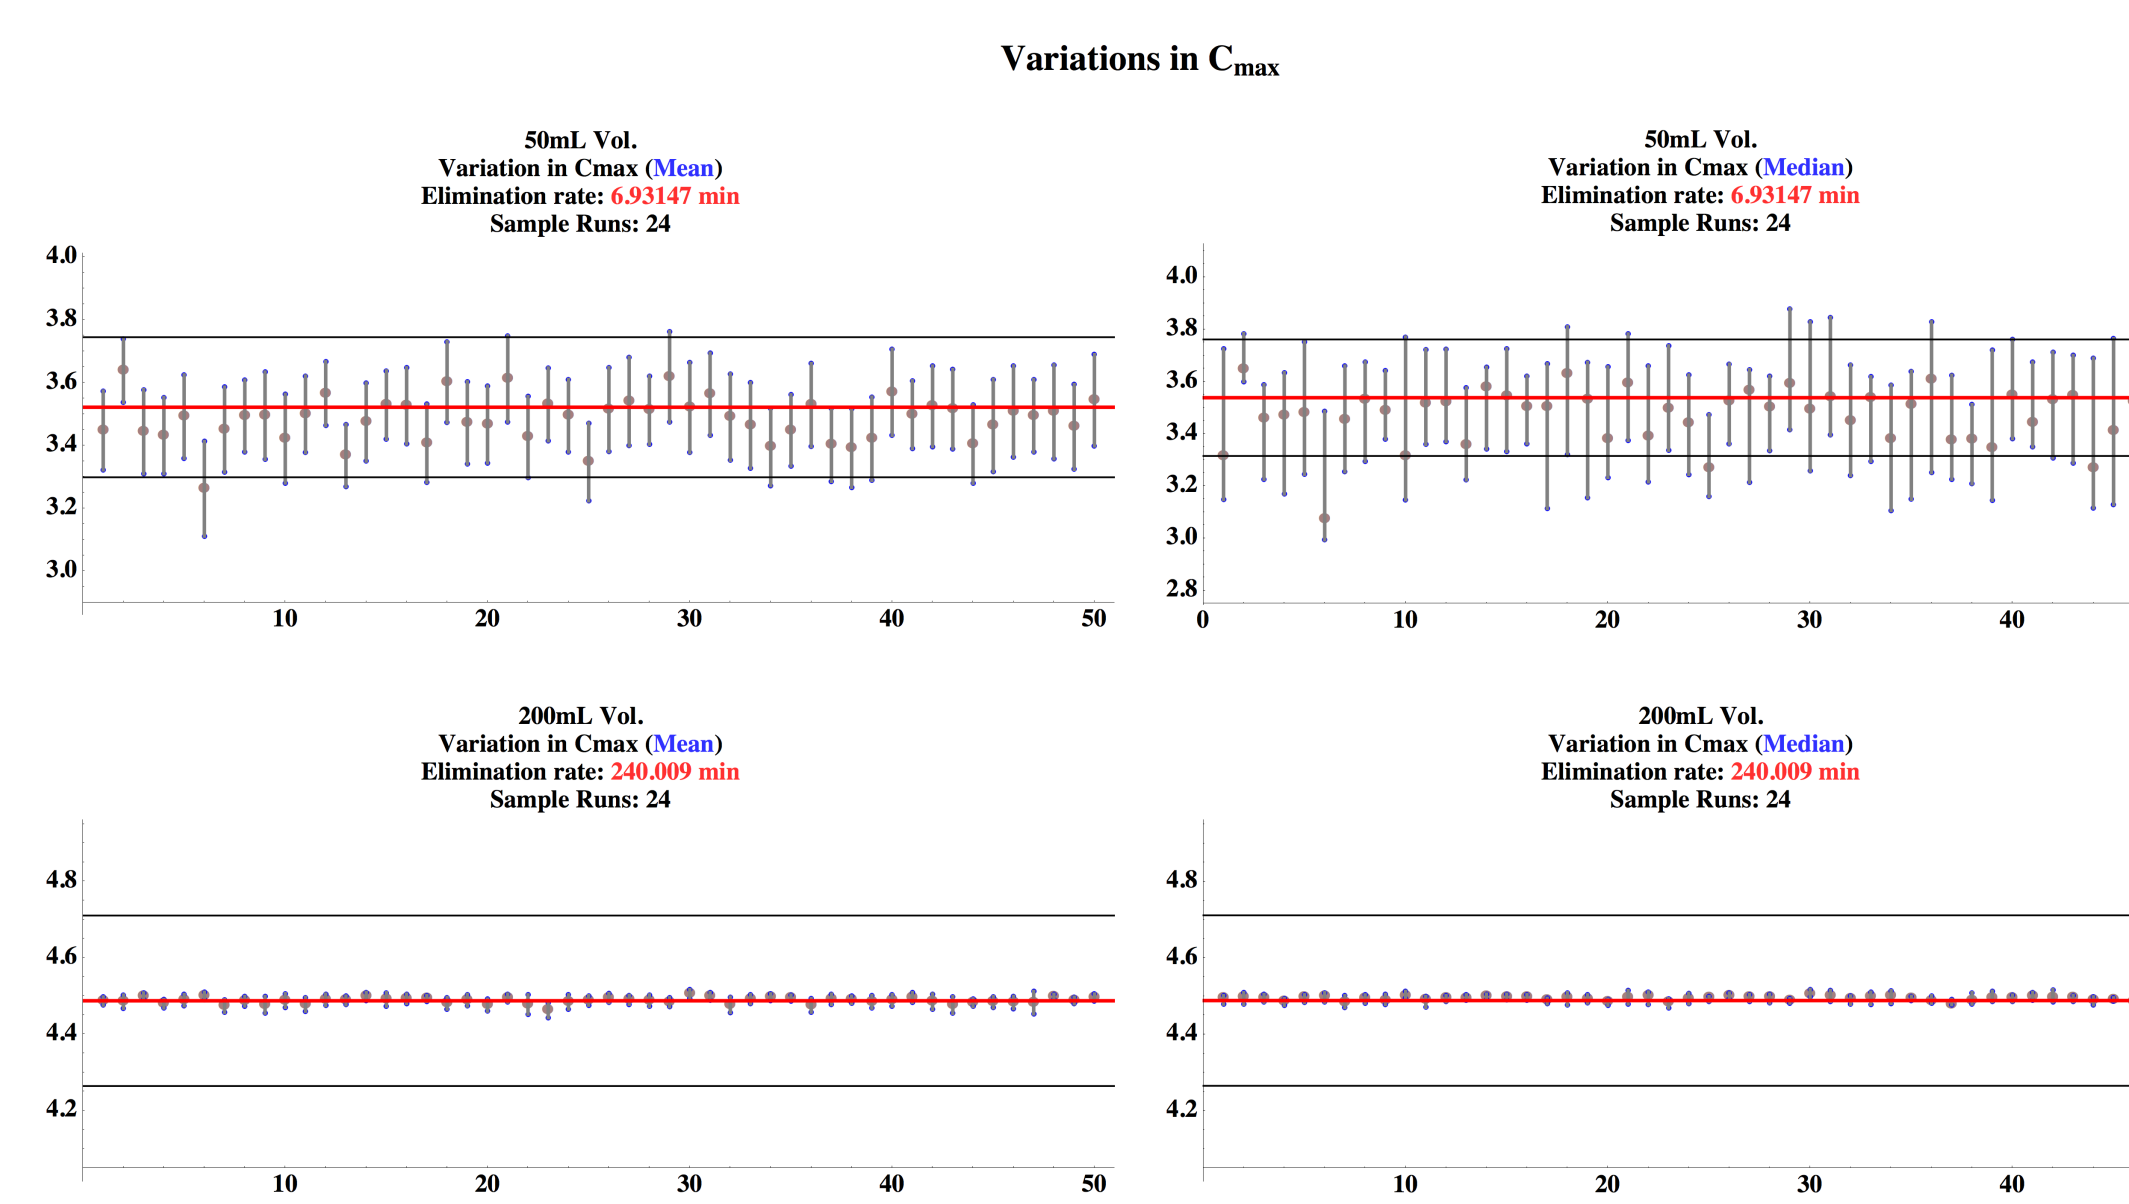 Variations in Cmax
50mL Vol.
Variation in Cmax (Mean)
Elimination rate: 6.93147 min
Sample Runs: 24
4.0
3.8
3.6
3.4
3.2
3.0
10 20 30 40 50
50mL Vol.
Variation in Cmax (Median)
Elimination rate: 6.93147 min
Sample Runs: 24
4.0
3.8
3.6
3.4
3.2
3.0
2.8
0 10 20 30 40
200mL Vol.
Variation in Cmax (Mean)
Elimination rate: 240.009 min
Sample Runs: 24
4.8
4.6
4.4
4.2
10 20 30 40 50
200mL Vol.
Variation in Cmax (Median)
Elimination rate: 240.009 min
Sample Runs: 24
4.8
4.6
4.4
4.2
10 20 30 40